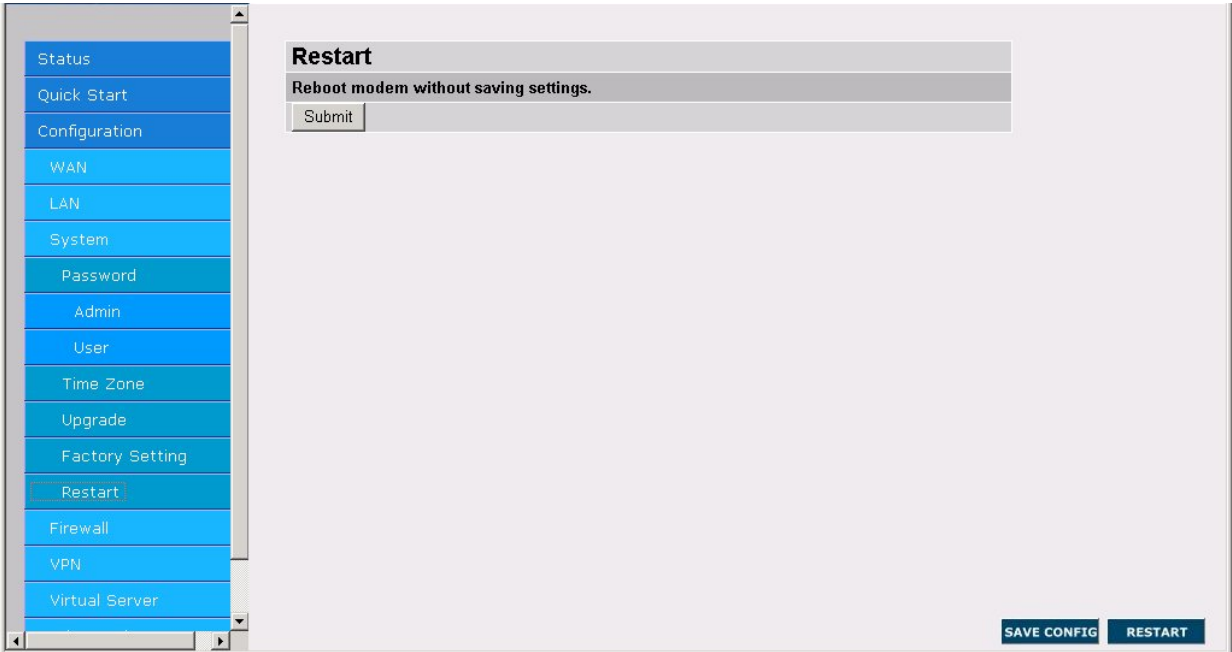 Status
Quick Start
Configuration
WAN
LAN
System
Password
Admin
User
Time Zone
Upgrade
Factory Setting
Restart
Firewall
VPN
Virtual Server
Restart
Reboot modem without saving settings.
Submit
SAVE CONFIG
RESTART